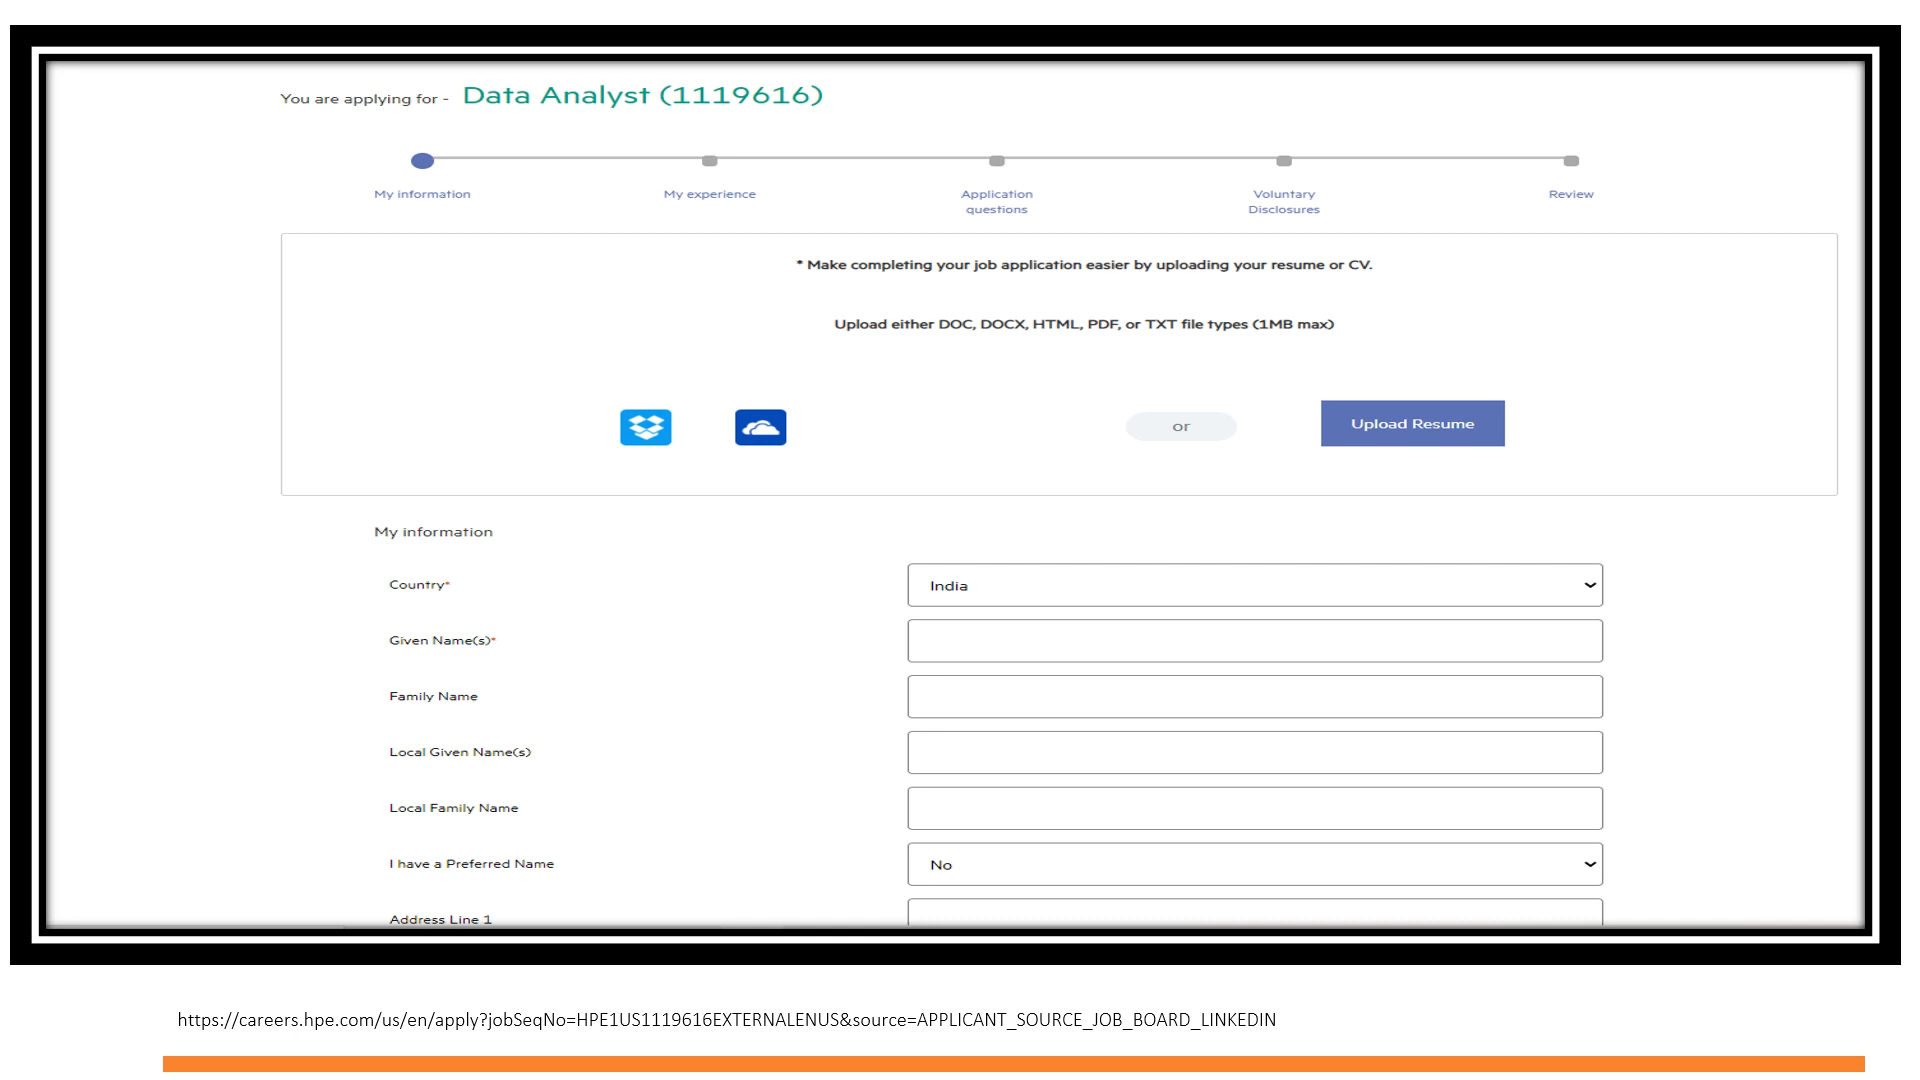 You are applying for - Data Analyst (1119616)
My information
My experience
Application
questions
Voluntary
Disclosures
Review
* Make completing your job application easier by uploading your resume or CV.
Upload either DOC, DOCX, HTML, PDF, or TXT file types (1MB max)
or
Upload Resume
My information
Country* India
Given Name(s)*
Family Name
Local Given Name(s)
Local Family Name
I have a Preferred Name No
Address Line 1
https://careers.hpe.com/us/en/apply?jobSeqNo=HPE1US1119616EXTERNALENUS&source=APPLICANT_SOURCE_JOB_BOARD_LINKEDIN